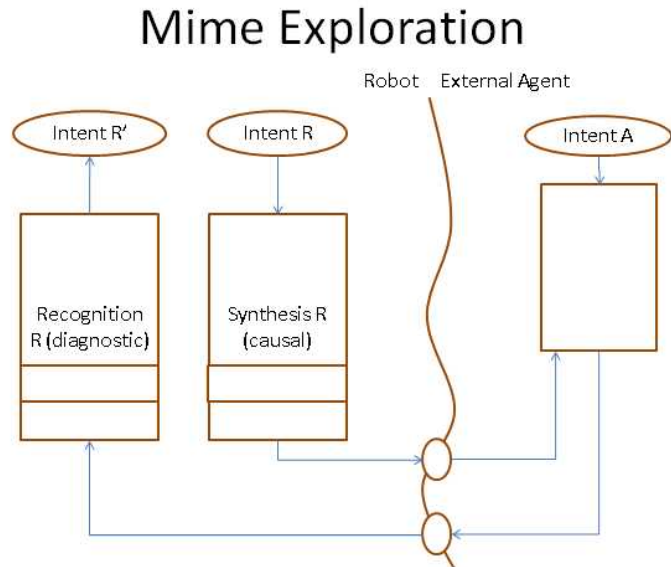 Mime Exploration
Robot External Agent
Intent R' Intent R Intent A
Recognition
R (diagnostic)
Synthesis R
(causal)